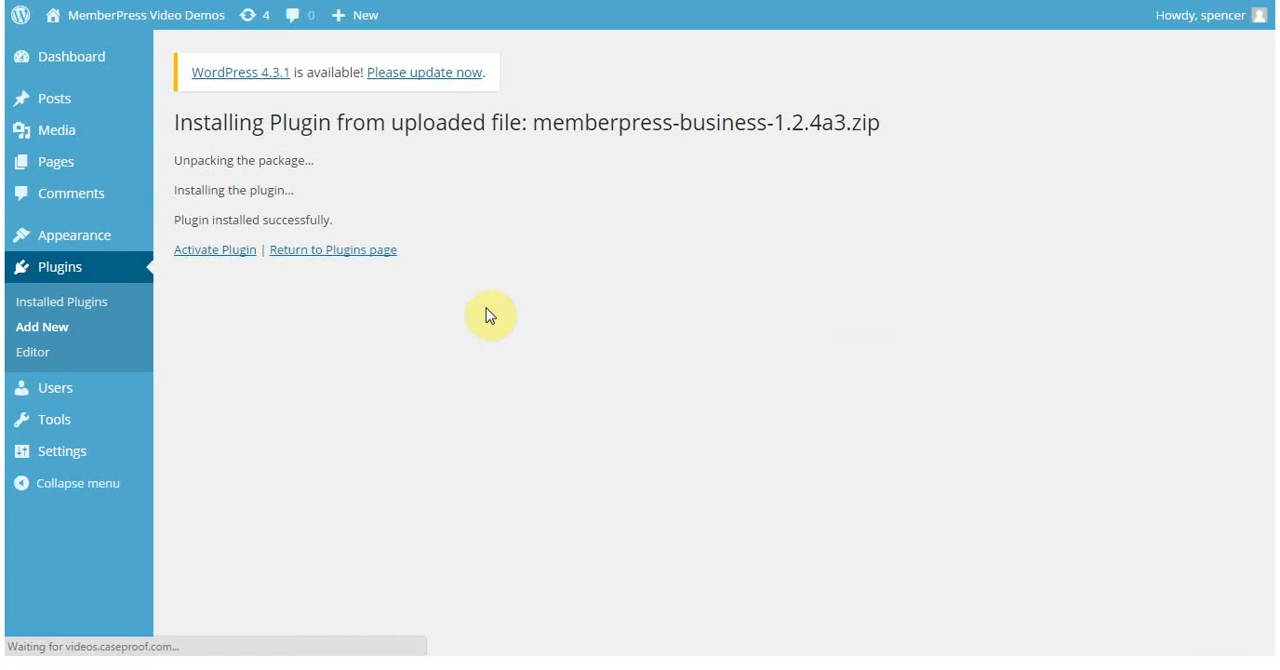 MemberPress Video Demos 4 0 New Howdy, spencer
Dashboard
Posts
Media
Pages
Comments
Appearance
Plugins
Installed Plugins
Add New
Editor
Users
Tools
Settings
Collapse menu
WordPress 4.3.1 is available! Please update now.
Installing Plugin from uploaded file: memberpress-business-1.2.4a3.zip
Unpacking the package...
Installing the plugin...
Plugin installed successfully.
Activate Plugin | Return to Plugins page
Waiting for videos.caseproof.com...